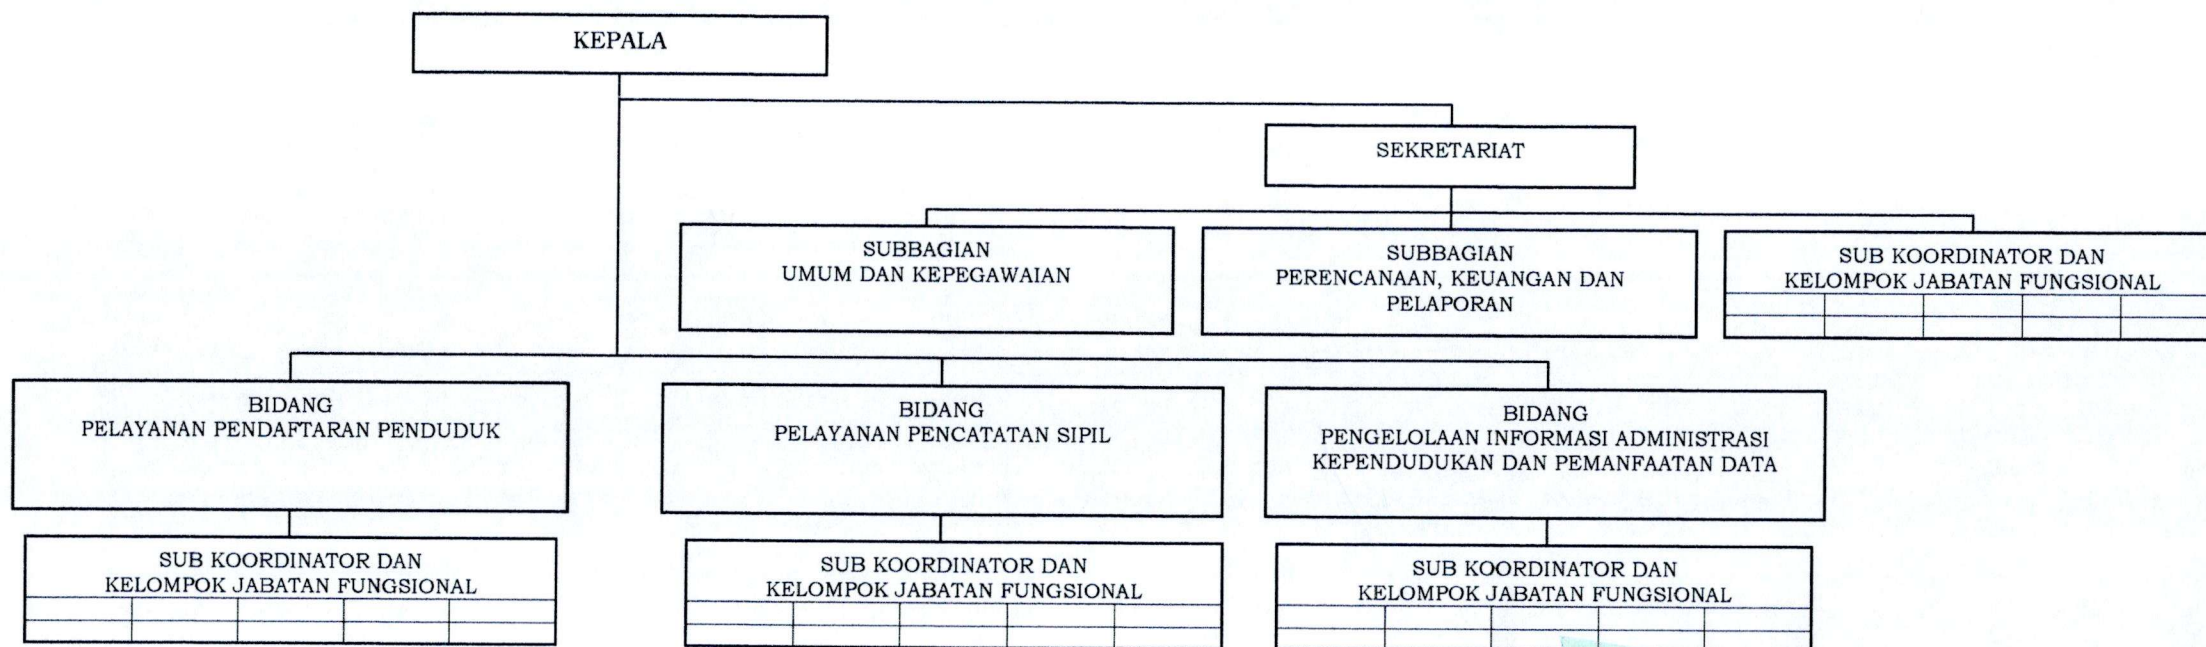 KEPALA
SEKRETARIAT
SUBBAGIAN
UMUM DAN KEPEGAWAIAN
SUBBAGIAN
PERENCANAAN, KEUANGAN DAN
PELAPORAN
SUB KOORDINATOR DAN
KELOMPOK JABATAN FUNGSIONAL
BIDANG
PELAYANAN PENDAFTARAN PENDUDUK
BIDANG
PELAYANAN PENCATATAN SIPIL
BIDANG
PENGELOLAAN INFORMASI ADMINISTRASI
KEPENDUDUKAN DAN PEMANFAATAN DATA
SUB KOORDINATOR DAN
KELOMPOK JABATAN FUNGSIONAL
SUB KOORDINATOR DAN
KELOMPOK JABATAN FUNGSIONAL
SUB KOORDINATOR DAN
KELOMPOK JABATAN FUNGSIONAL